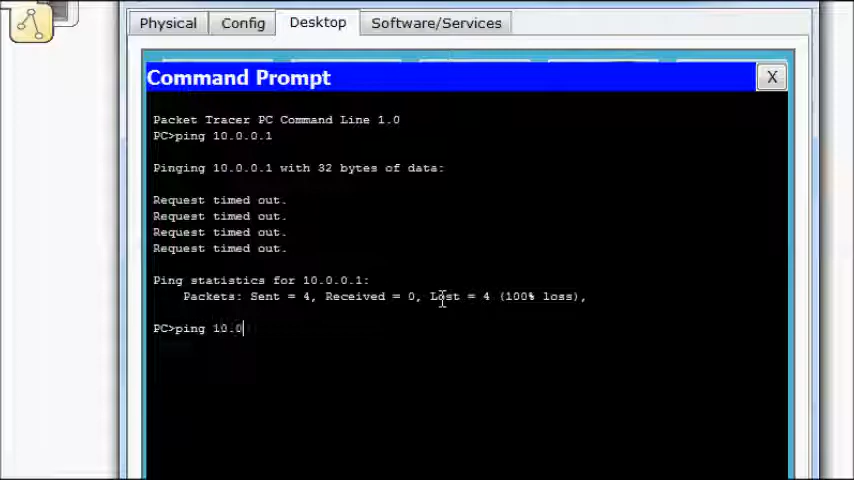 Physical Config Desktop Software/Services
Command Prompt X
Packet Tracer PC Command Line 1.0
PC>ping 10.0.0.1
Pinging 10.0.0.1 with 32 bytes of data:
Request timed out.
Request timed out.
Request timed out.
Request timed out.
Ping statistics for 10.0.0.1:
Packets: Sent = 4, Received = 0, Lost = 4 (100% loss),
PC>ping 10.0